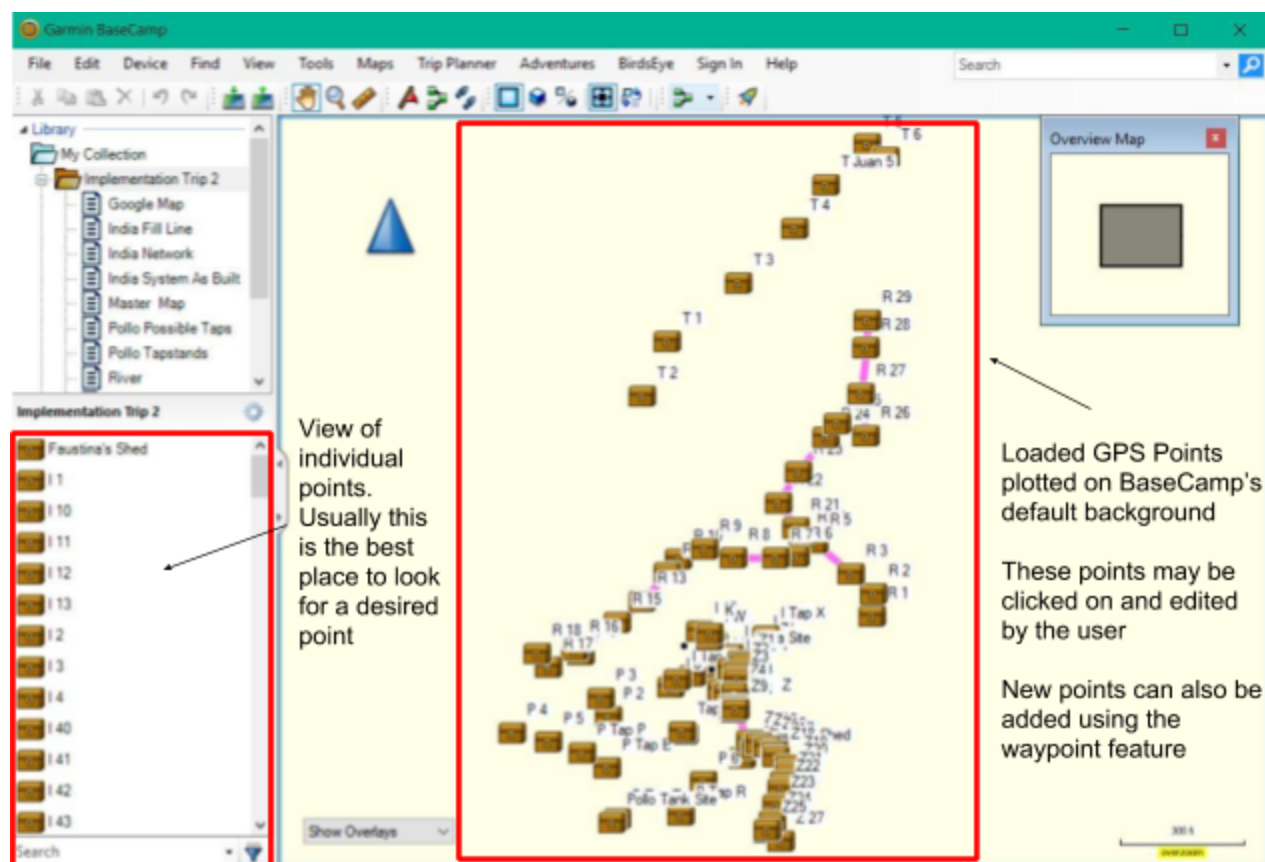 Garmin BaseCamp
File Edit Device Find View Tools Maps Trip Planner Adventures BirdsEye Sign In Help
Search
Library
My Collection
Implementation Trip 2
Google Map
India Fill Line
India Network
India System As Built
Master Map
Pollo Possible Taps
Pollo Tapstands
River
Implementation Trip 2
Faustina's Shed
I 1
I 10
I 11
I 12
I 13
I 2
I 3
I 4
I 40
I 41
I 42
I 43
Search
View of
individual
points.
Usually this
is the best
place to look
for a desired
point
Show Overlays
T 6
T Juan 5
T 4
T 3
T 1
T 2
R 29
R 28
R 27
R 24 R 26
R 21
R 9 R 8
R 3
R 2
R 1
R 13
R 15
R 18 R 16
R 17
I Tap X
P 3
P 2
P 4
P 5
P Tap P
P Tap E
Z22
Z23
Z25
Z 27
Pollo Tank Site
Overview Map
Loaded GPS Points
plotted on BaseCamp's
default background
These points may be
clicked on and edited
by the user
New points can also be
added using the
waypoint feature
300 ft
overzoom